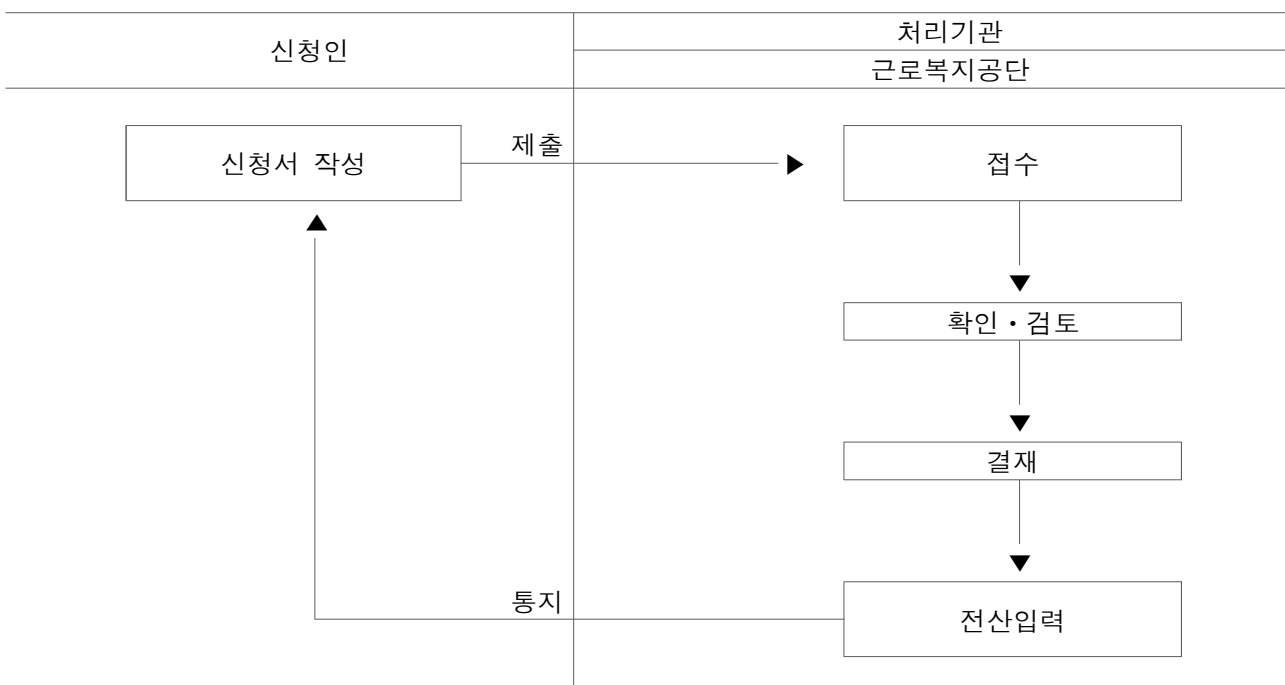 신청인
처리기관
근로복지공단
신청서 작성
제출
접수
확인·검토
결재
통지
전산입력